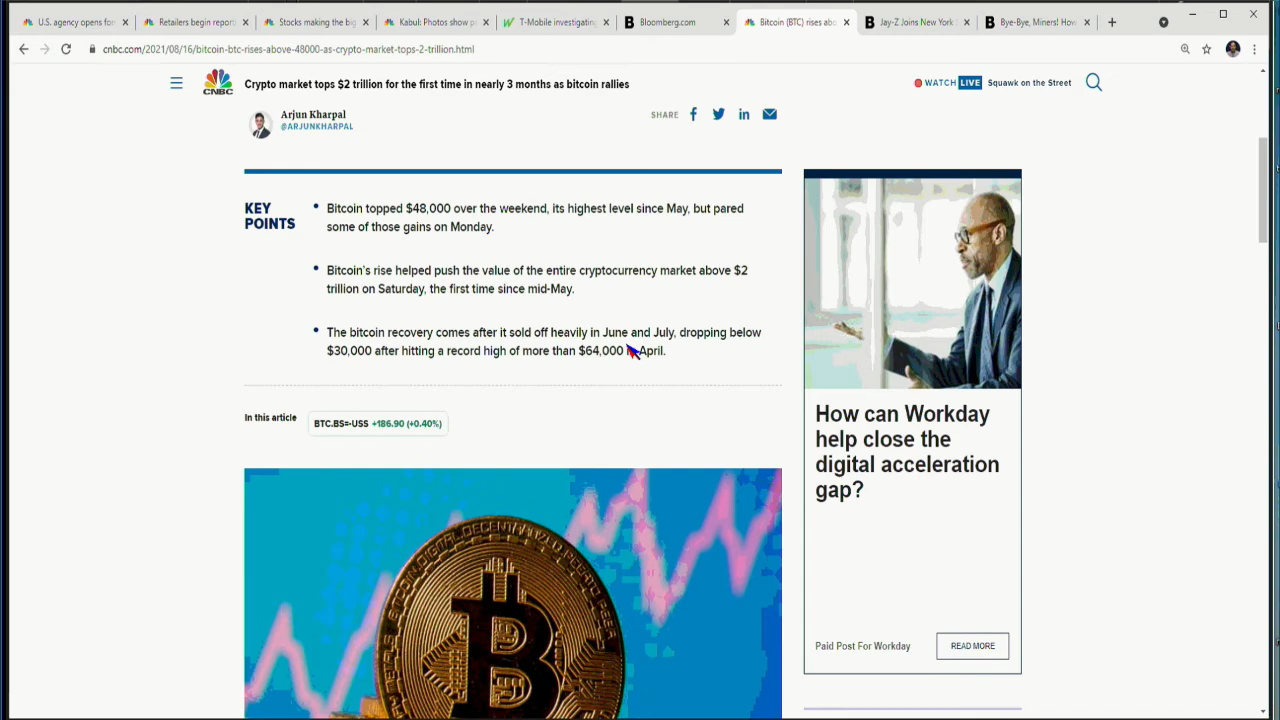 U.S. agency opens for
Retailers begin report
Stocks making the big
Kabul: Photos show p
T-Mobile investigating
Bloomberg.com
Bitcoin (BTC) rises abo
Jay-Z Joins New York
Bye-Bye, Miners! How
cnbc.com/2021/08/16/bitcoin-btc-rises-above-48000-as-crypto-market-tops-2-trillion.html
CNBC
Crypto market tops $2 trillion for the first time in nearly 3 months as bitcoin rallies
WATCH LIVE Squawk on the Street
Arjun Kharpal
@ARJUNKHARPAL
SHARE
KEY
POINTS
Bitcoin topped $48,000 over the weekend, its highest level since May, but pared
some of those gains on Monday.
Bitcoin's rise helped push the value of the entire cryptocurrency market above $2
trillion on Saturday, the first time since mid-May.
The bitcoin recovery comes after it sold off heavily in June and July, dropping below
$30,000 after hitting a record high of more than $64,000 in April.
In this article
BTC.BS=-USS +186.90 (+0.40%)
How can Workday
help close the
digital acceleration
gap?
Paid Post For Workday
READ MORE